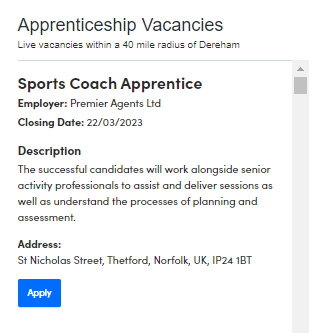 Apprenticeship Vacancies
Live vacancies within a 40 mile radius of Dereham
Sports Coach Apprentice
Employer: Premier Agents Ltd
Closing Date: 22/03/2023
Description
The successful candidates will work alongside senior
activity professionals to assist and deliver sessions as
well as understand the processes of planning and
assessment.
Address:
St Nicholas Street, Thetford, Norfolk, UK, IP24 1BT
Apply